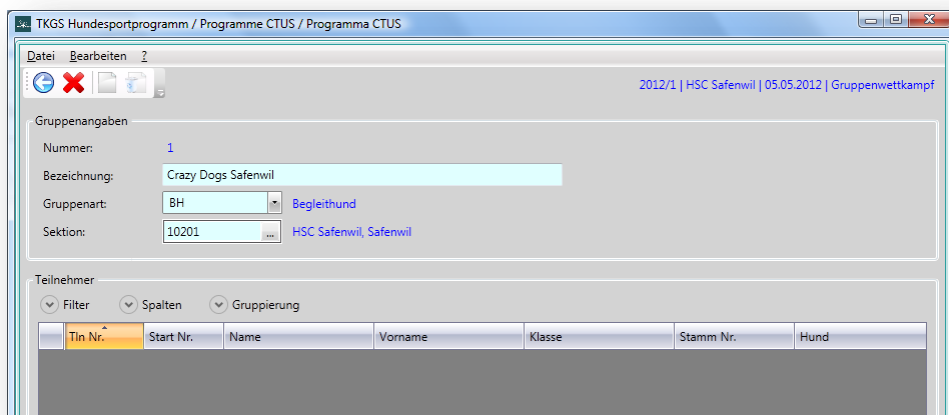 TKGS Hundesportprogramm / Programme CTUS / Programma CTUS
Datei Bearbeiten ?
2012/1 | HSC Safenwil | 05.05.2012 | Gruppenwettkampf
Gruppenangaben
Nummer: 1
Bezeichnung: Crazy Dogs Safenwil
Gruppenart: BH Begleithund
Sektion: 10201 ... HSC Safenwil, Safenwil
Teilnehmer
Filter Spalten Gruppierung
Tln Nr. Start Nr. Name Vorname Klasse Stamm Nr. Hund